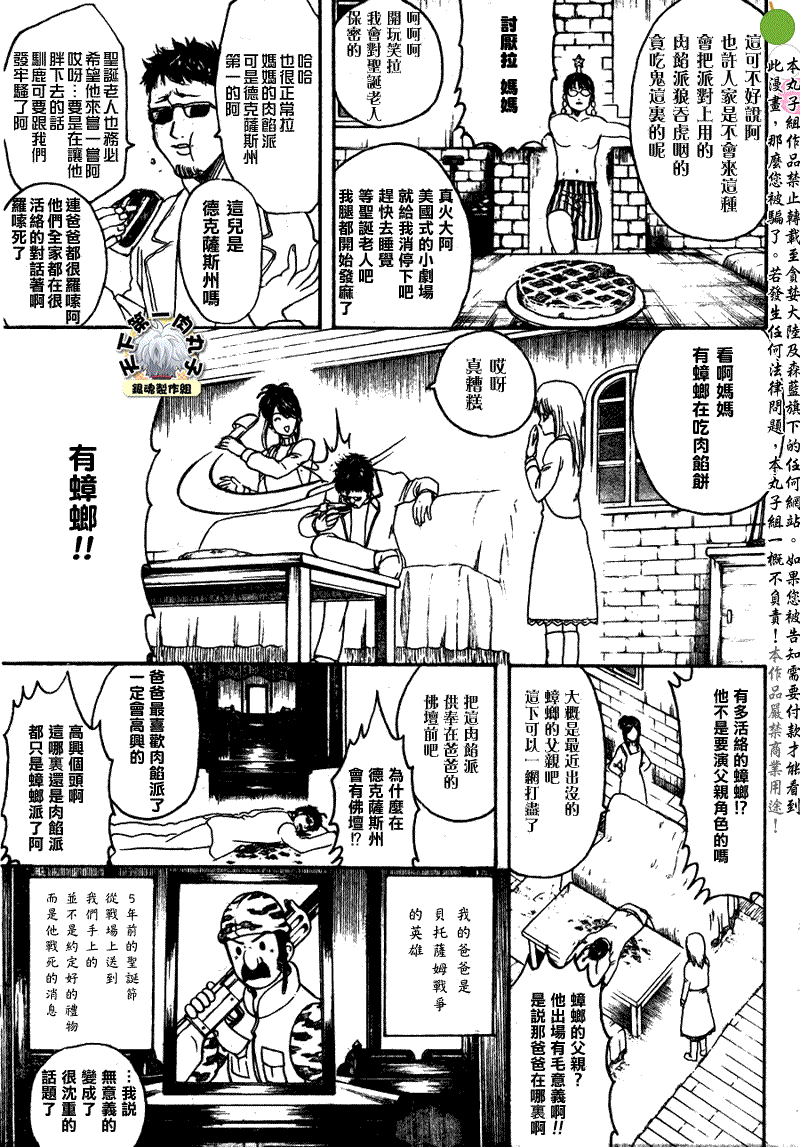 這可不好說阿
也許人家是不會來這種
會把派對上用的
肉餡派狼吞虎咽的
貪吃鬼這裏的呢
討厭拉 媽媽
呵呵呵
開玩笑拉
我會對聖誕老人
保密的
真火大阿
美國式的小劇場
就給我消停下吧
趕快去睡覺
等聖誕老人吧
我腿都開始發麻了
哈哈
也很正常拉
媽媽的肉餡派
可是德克薩斯州
第一的阿
聖誕老人也務必
希望他來嘗一嘗阿
哎呀…要是在讓他
胖下去的話
馴鹿可要跟我們
發牢騷了阿
這兒是
德克薩斯州嗎
連爸爸都很羅嗦阿
他們全家都在很
活絡的對話著啊
羅嗦死了
天下第一肉丸子
銀魂製作組
看啊媽媽
有蟑螂在吃肉餡餅
哎呀
真糟糕
有蟑螂!!
有多活絡的蟑螂!?
他不是要演父親角色的嗎
大概是最近出沒的
蟑螂的父親吧
這下可以一網打盡了
蟑螂的父親？
他出場有毛意義啊!!
是說那爸爸在哪裏啊
把這肉餡派
供奉在爸爸的
佛壇前吧
為什麼在
德克薩斯州
會有佛壇!?
爸爸最喜歡肉餡派了
一定會高興的
高興個頭啊
這哪裏還是肉餡派
都只是蟑螂派了阿
我的爸爸是
貝托薩姆戰爭
的英雄
5年前的聖誕節
從戰場上送到
我們手上的
並不是約定好的禮物
而是他戰死的消息
…我說
無意義的
變成了
很沈重的
話題了
本丸子組作品禁止轉載至貪婪大陸及森藍旗下的任何網站。如果您被告知需要付款才能看到
此漫畫，那麼您被騙了。若發生任何法律問題，本丸子組一概不負責！本作品嚴禁商業用途！